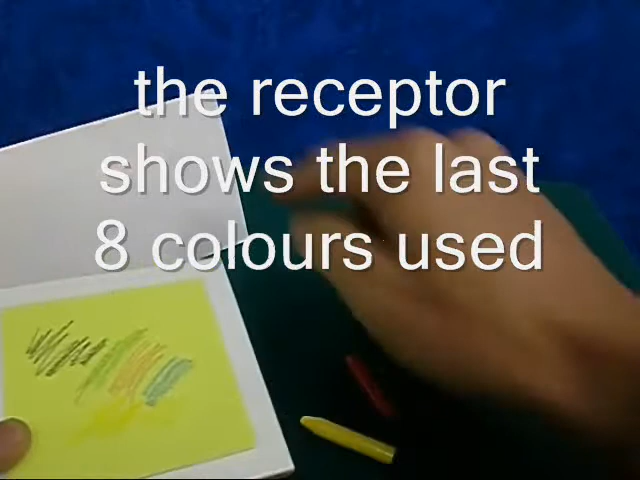 the receptor
shows the last
8 colours used